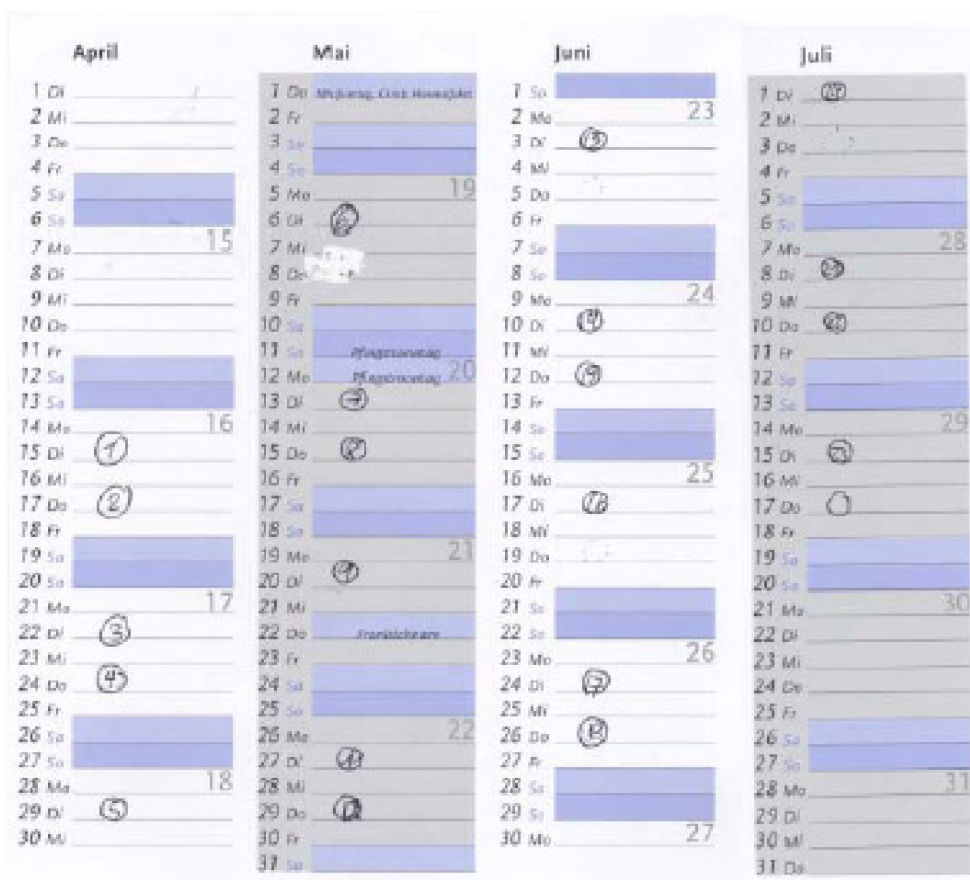 April
1 Di
2 Mi
3 Do
4 Fr
5 Sa
6 So
7 Mo 15
8 Di
9 Mi
10 Do
11 Fr
12 Sa
13 So
14 Mo 16
15 Di 1
16 Mi
17 Do 2
18 Fr
19 Sa
20 So
21 Mo 17
22 Di 3
23 Mi
24 Do 4
25 Fr
26 Sa
27 So
28 Mo 18
29 Di 5
30 Mi
Mai
1 Do
2 Fr
3 Sa
4 So
5 Mo 19
6 Di
7 Mi
8 Do
9 Fr
10 Sa
11 So Pfingstsonntag
12 Mo Pfingstmontag 20
13 Di 7
14 Mi
15 Do 8
16 Fr
17 Sa
18 So
19 Mo 21
20 Di
21 Mi
22 Do Fronleichnam
23 Fr
24 Sa
25 So
26 Mo 22
27 Di
28 Mi
29 Do
30 Fr
31 Sa
Juni
1 So
2 Mo 23
3 Di 13
4 Mi
5 Do
6 Fr
7 Sa
8 So
9 Mo 24
10 Di
11 Mi
12 Do
13 Fr
14 Sa
15 So
16 Mo 25
17 Di
18 Mi
19 Do
20 Fr
21 Sa
22 So
23 Mo 26
24 Di
25 Mi
26 Do
27 Fr
28 Sa
29 So
30 Mo 27
Juli
1 Di
2 Mi
3 Do
4 Fr
5 Sa
6 So
7 Mo 28
8 Di
9 Mi
10 Do
11 Fr
12 Sa
13 So
14 Mo 29
15 Di
16 Mi
17 Do
18 Fr
19 Sa
20 So
21 Mo 30
22 Di
23 Mi
24 Do
25 Fr
26 Sa
27 So
28 Mo 31
29 Di
30 Mi
31 Do